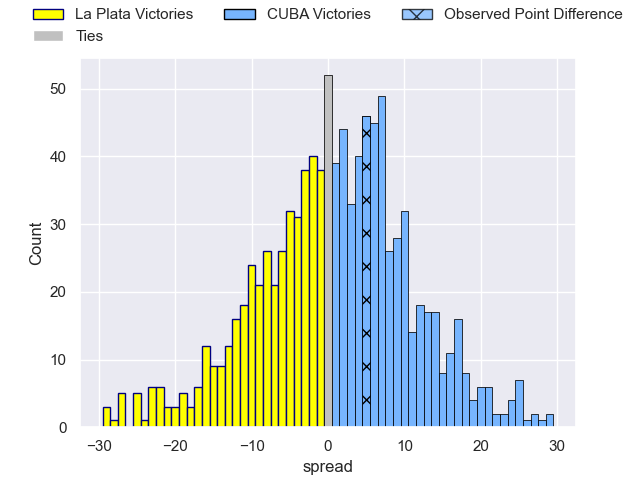 La Plata Victories CUBA Victories Observed Point Difference
Ties
50
40
30
20
10
0
Count
−30 −20 −10 0 10 20 30
spread